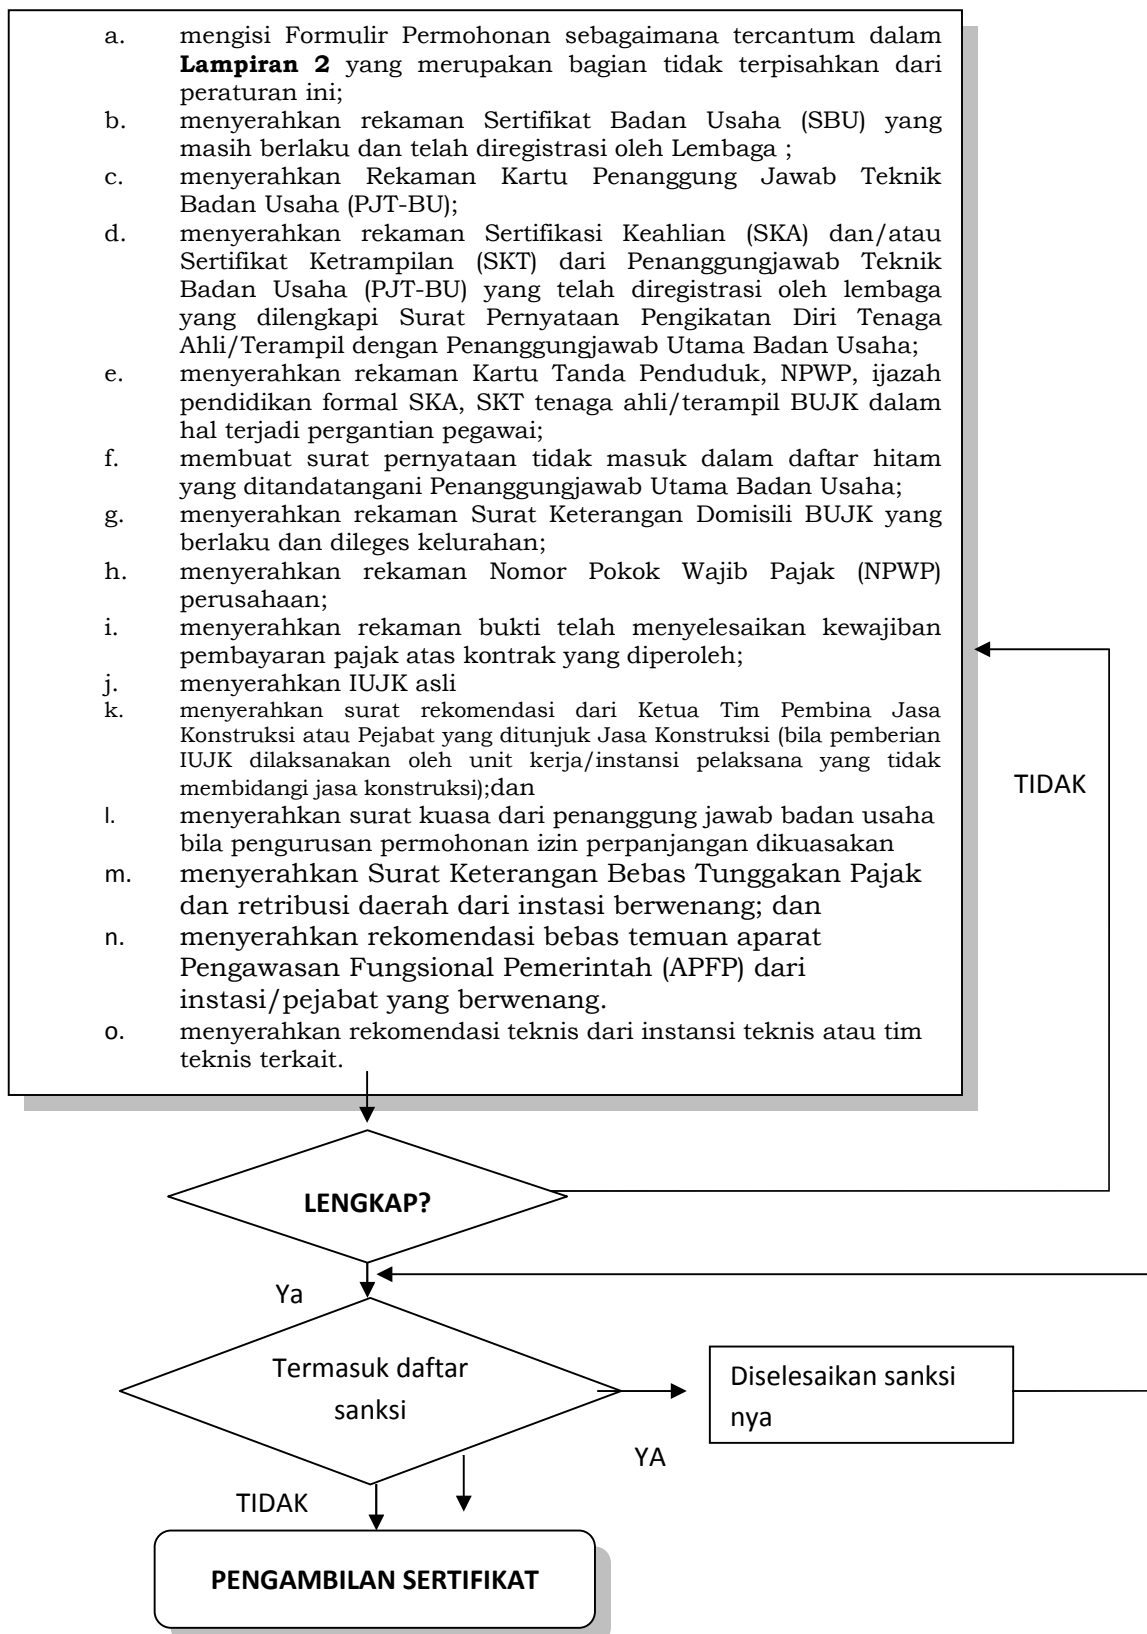 a. mengisi Formulir Permohonan sebagaimana tercantum dalam
Lampiran 2 yang merupakan bagian tidak terpisahkan dari
peraturan ini;
b. menyerahkan rekaman Sertifikat Badan Usaha (SBU) yang
masih berlaku dan telah diregistrasi oleh Lembaga ;
c. menyerahkan Rekaman Kartu Penanggung Jawab Teknik
Badan Usaha (PJT-BU);
d. menyerahkan rekaman Sertifikasi Keahlian (SKA) dan/atau
Sertifikat Ketrampilan (SKT) dari Penanggungjawab Teknik
Badan Usaha (PJT-BU) yang telah diregistrasi oleh lembaga
yang dilengkapi Surat Pernyataan Pengikatan Diri Tenaga
Ahli/Terampil dengan Penanggungjawab Utama Badan Usaha;
e. menyerahkan rekaman Kartu Tanda Penduduk, NPWP, ijazah
pendidikan formal SKA, SKT tenaga ahli/terampil BUJK dalam
hal terjadi pergantian pegawai;
f. membuat surat pernyataan tidak masuk dalam daftar hitam
yang ditandatangani Penanggungjawab Utama Badan Usaha;
g. menyerahkan rekaman Surat Keterangan Domisili BUJK yang
berlaku dan dileges kelurahan;
h. menyerahkan rekaman Nomor Pokok Wajib Pajak (NPWP)
perusahaan;
i. menyerahkan rekaman bukti telah menyelesaikan kewajiban
pembayaran pajak atas kontrak yang diperoleh;
j. menyerahkan IUJK asli
k. menyerahkan surat rekomendasi dari Ketua Tim Pembina Jasa
Konstruksi atau Pejabat yang ditunjuk Jasa Konstruksi (bila pemberian
IUJK dilaksanakan oleh unit kerja/instansi pelaksana yang tidak
membidangi jasa konstruksi);dan
l. menyerahkan surat kuasa dari penanggung jawab badan usaha
bila pengurusan permohonan izin perpanjangan dikuasakan
m. menyerahkan Surat Keterangan Bebas Tunggakan Pajak
dan retribusi daerah dari instasi berwenang; dan
n. menyerahkan rekomendasi bebas temuan aparat
Pengawasan Fungsional Pemerintah (APFP) dari
instasi/pejabat yang berwenang.
o. menyerahkan rekomendasi teknis dari instansi teknis atau tim
teknis terkait.
TIDAK
LENGKAP?
Ya
Termasuk daftar
sanksi
Diselesaikan sanksi
nya
YA
TIDAK
PENGAMBILAN SERTIFIKAT